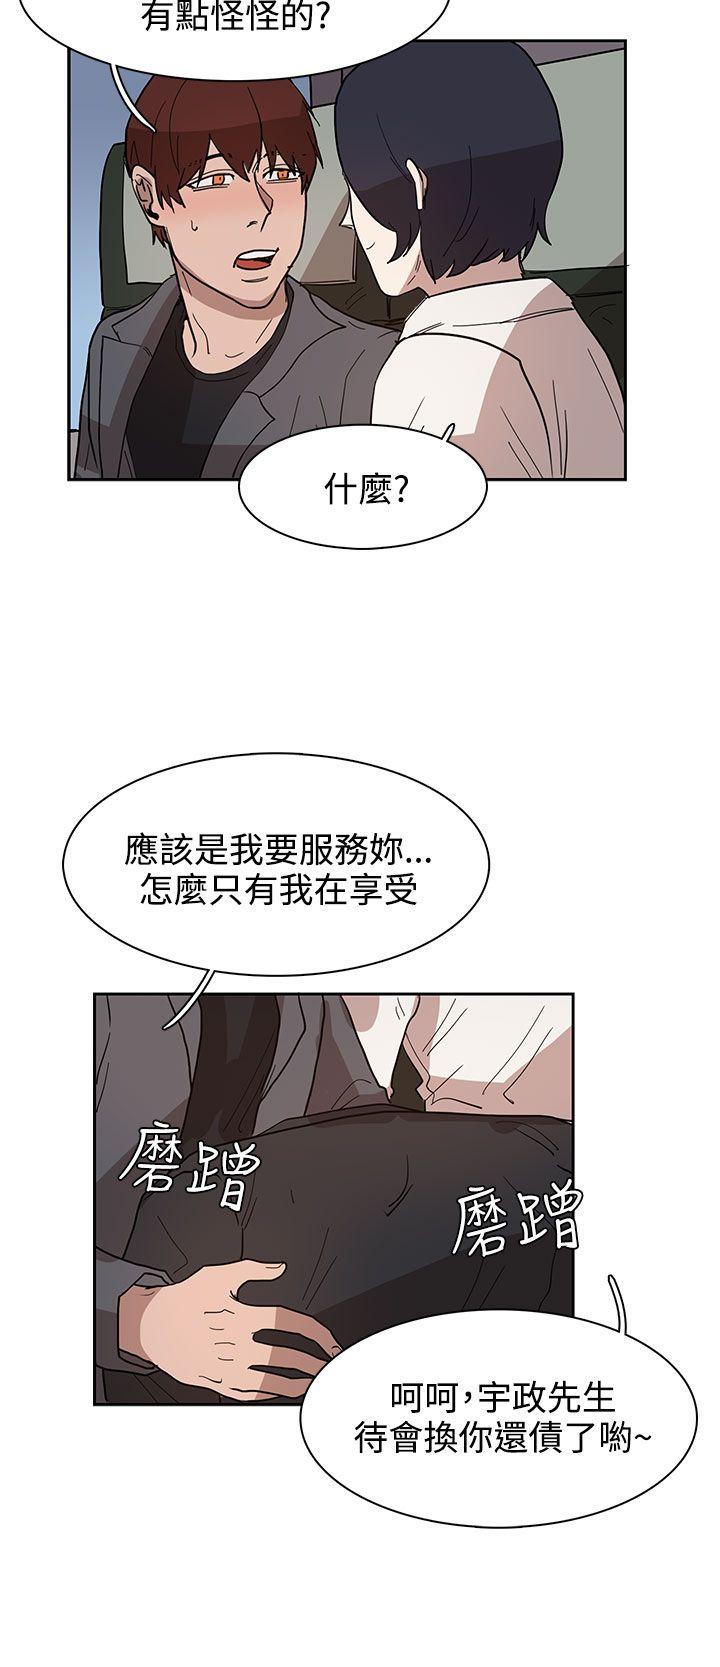 有點怪怪的?
什麼?
應該是我要服務妳…
怎麼只有我在享受
磨蹭
磨蹭
呵呵，宇政先生
待會換你還債了喲~